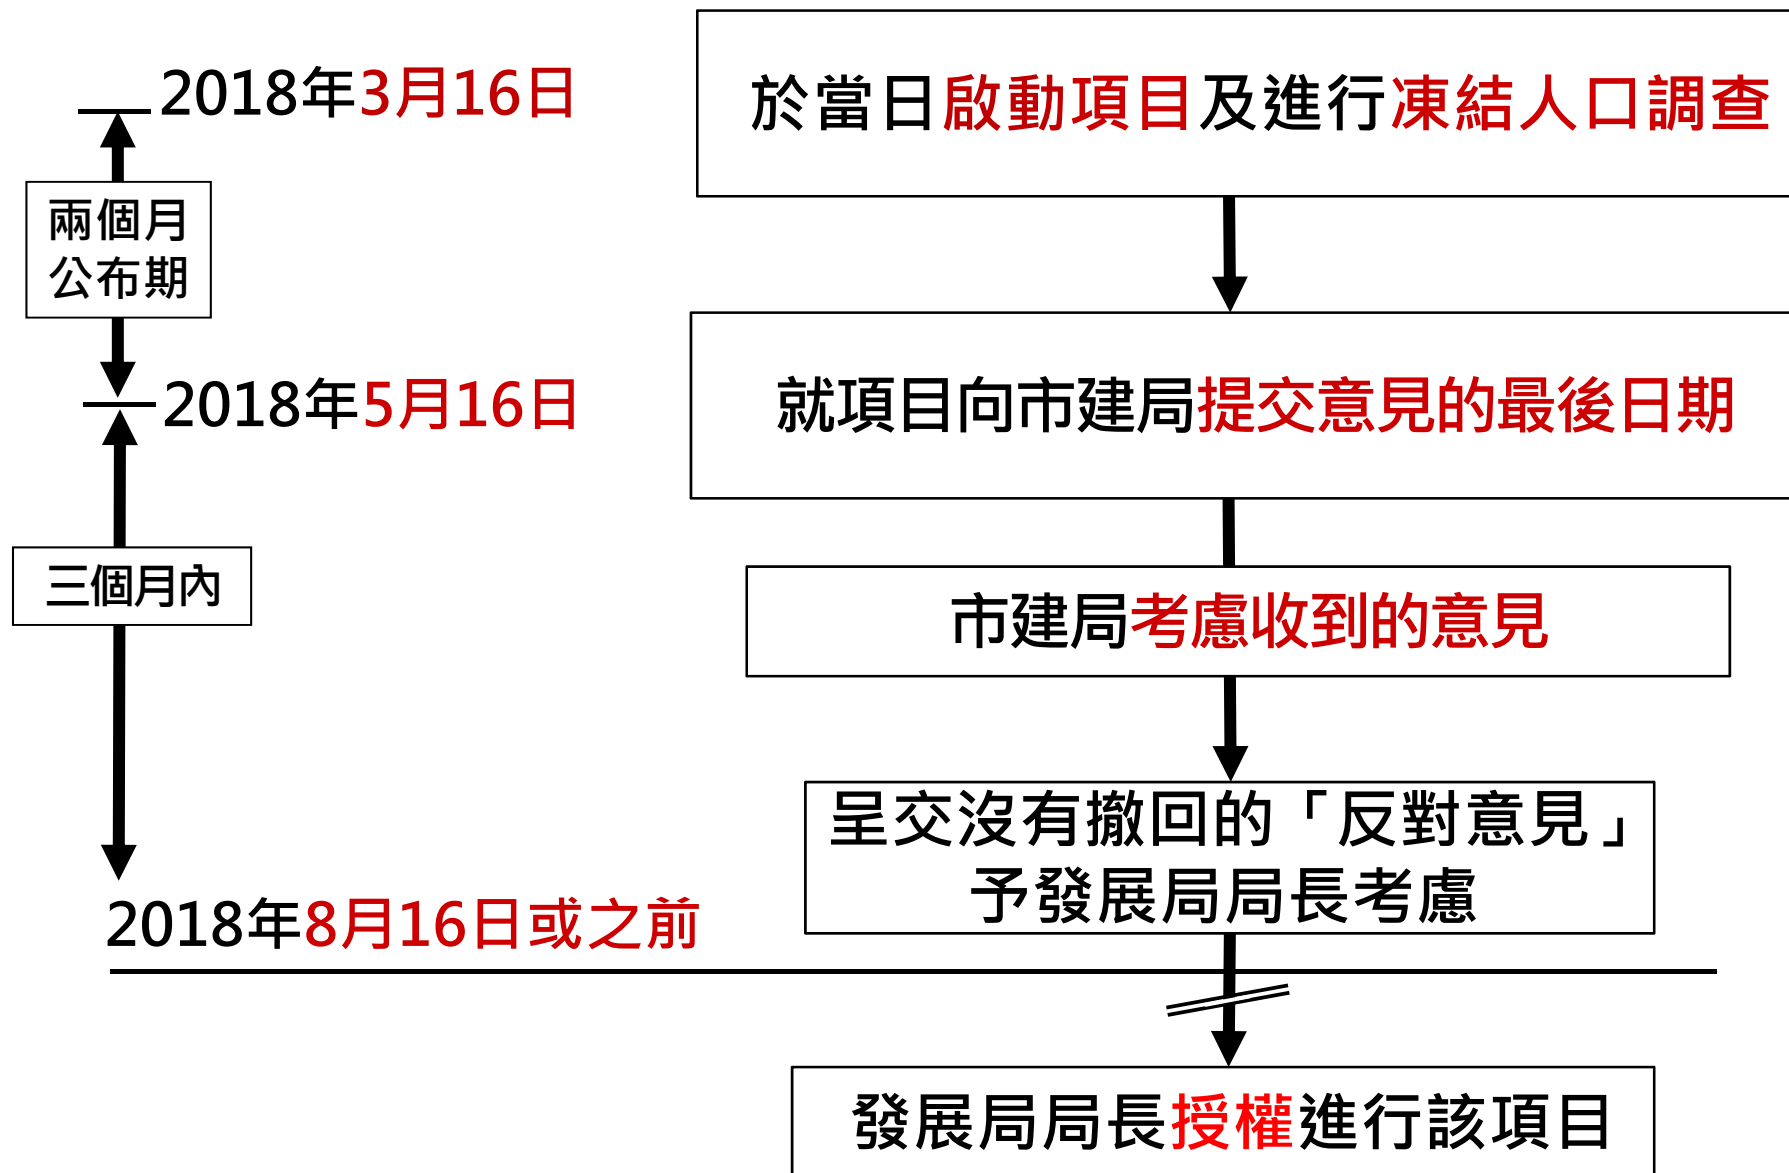 2018年3月16日
於當日啟動項目及進行凍結人口調查
兩個月
公布期
2018年5月16日
就項目向市建局提交意見的最後日期
三個月內
市建局考慮收到的意見
呈交沒有撤回的「反對意見」
予發展局局長考慮
2018年8月16日或之前
發展局局長授權進行該項目